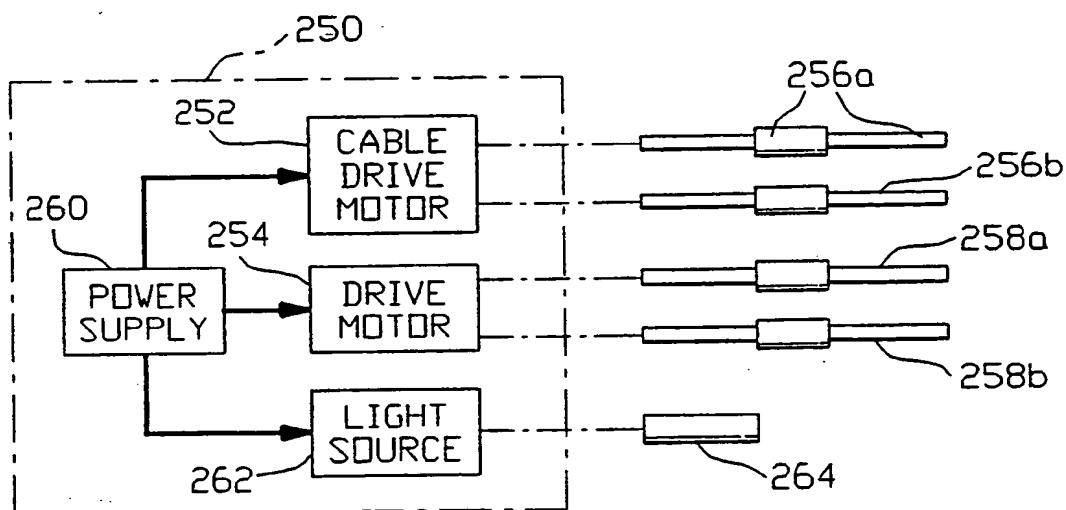 250
256a
252
CABLE
DRIVE
MOTOR
256b
260
254
258a
POWER
SUPPLY
DRIVE
MOTOR
258b
LIGHT
SOURCE
262
264